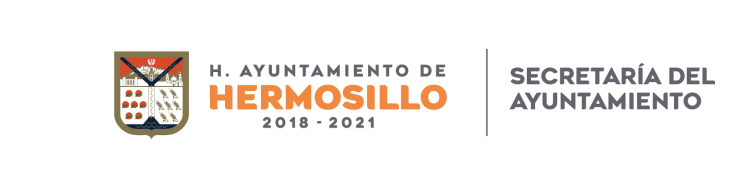 H. AYUNTAMIENTO DE
HERMOSILLO
2018 - 2021
SECRETARÍA DEL
AYUNTAMIENTO